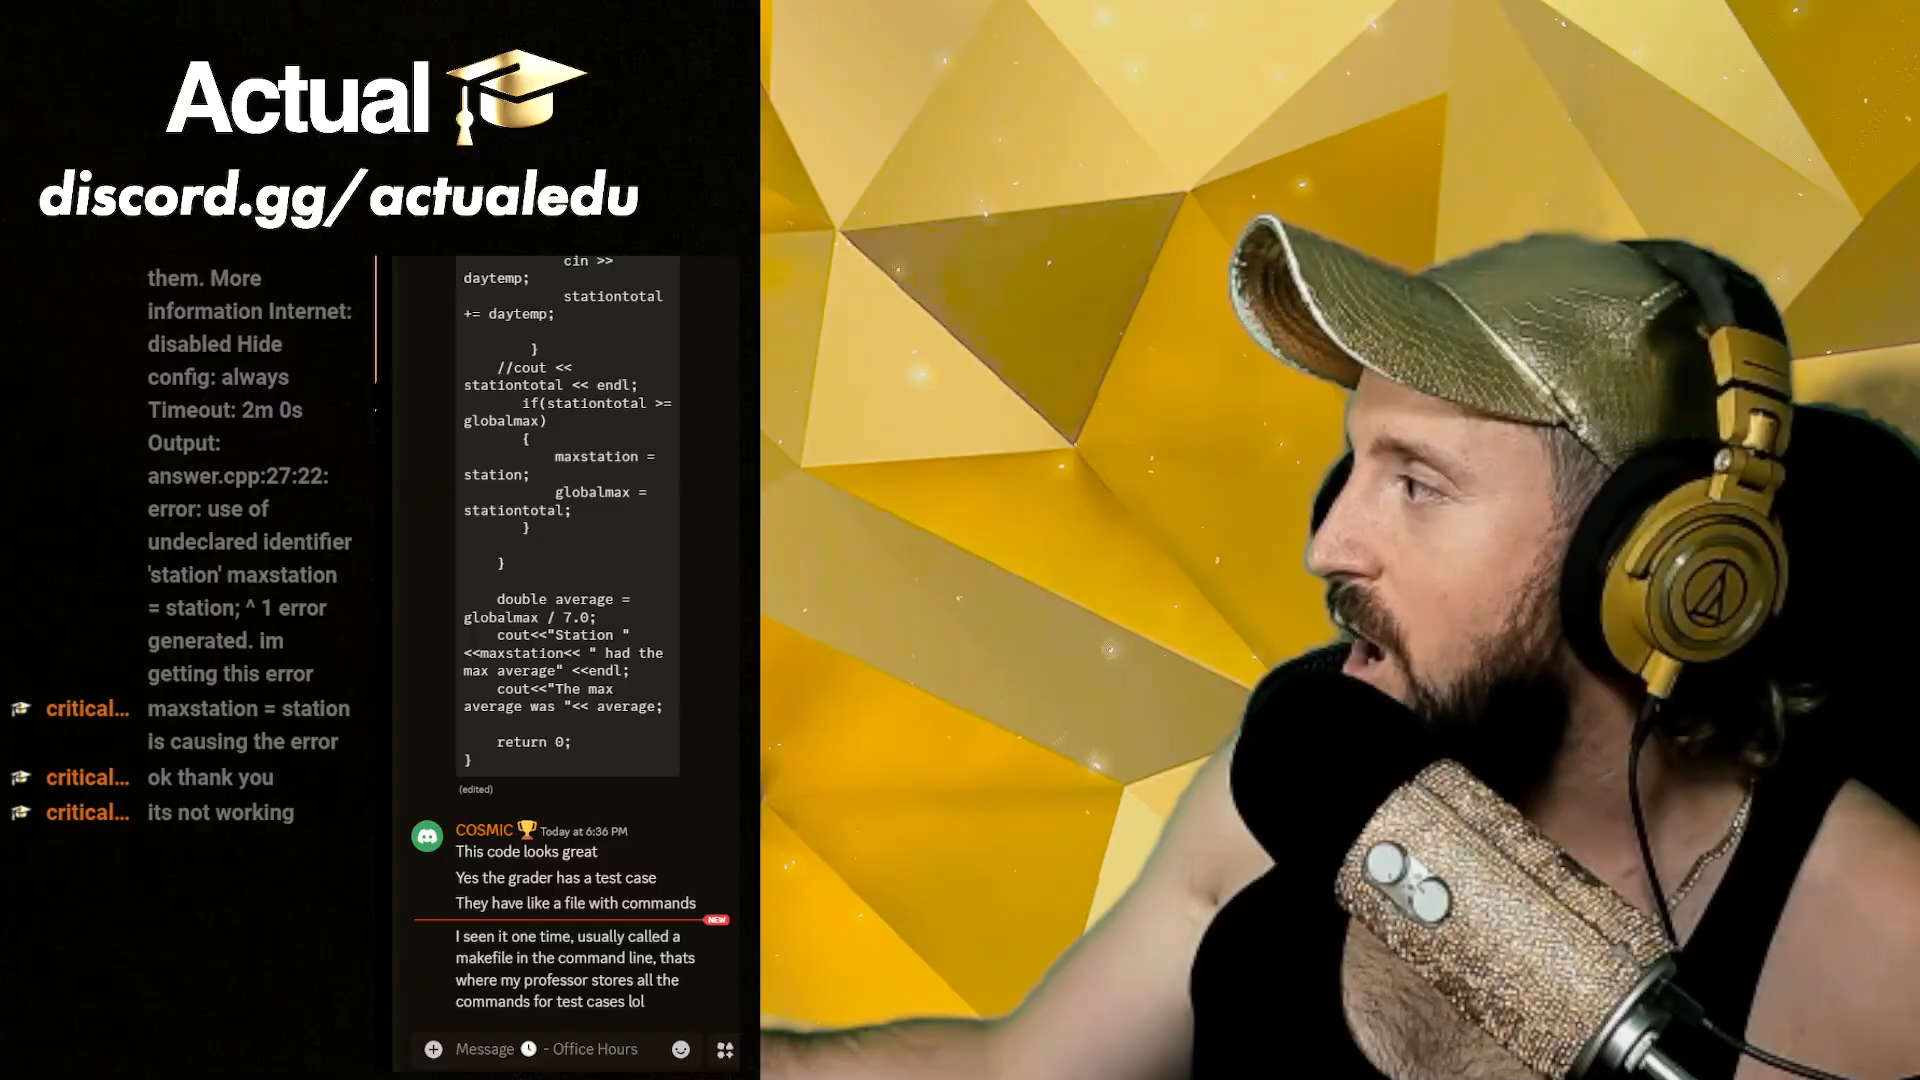 Actual
discord.gg/actualedu
them. More
information Internet:
disabled Hide
config: always
Timeout: 2m 0s
Output:
answer.cpp:27:22:
error: use of
undeclared identifier
'station' maxstation
= station; ^ 1 error
generated. im
getting this error
critical... maxstation = station
is causing the error
critical... ok thank you
critical... its not working
cin >>
daytemp;
stationtotal
+= daytemp;
}
//cout <<
stationtotal << endl;
if(stationtotal >=
globalmax)
{
maxstation =
station;
globalmax =
stationtotal;
}
}
double average =
globalmax / 7.0;
cout<<"Station "
<<maxstation<< " had the
max average" <<endl;
cout<<"The max
average was "<< average;
return 0;
}
(edited)
COSMIC Today at 6:36 PM
This code looks great
Yes the grader has a test case
They have like a file with commands
NEW
I seen it one time, usually called a
makefile in the command line, thats
where my professor stores all the
commands for test cases lol
Message - Office Hours